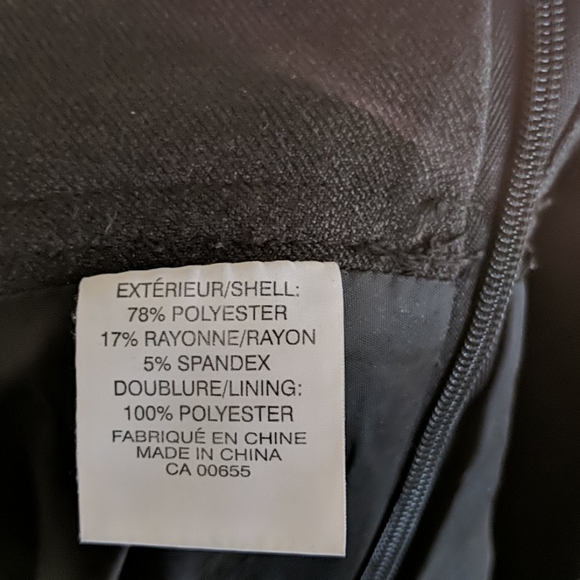 EXTÉRIEUR/SHELL:
78% POLYESTER
17% RAYONNE/RAYON
5% SPANDEX
DOUBLURE/LINING:
100% POLYESTER
FABRIQUÉ EN CHINE
MADE IN CHINA
CA 00655